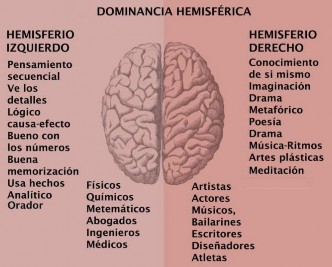 DOMINANCIA HEMISFÉRICA
HEMISFERIO
IZQUIERDO
Pensamiento
secuencial
Ve los
detalles
Lógico
causa-efecto
Bueno con
los números
Buena
memorización
Usa hechos
Analítico
Orador
Físicos
Químicos
Metemáticos
Abogados
Ingenieros
Médicos
Artistas
Actores
Músicos,
Bailarines
Escritores
Diseñadores
Atletas
HEMISFERIO
DERECHO
Conocimiento
de si mismo
Imaginación
Drama
Metafórico
Poesía
Drama
Música-Ritmos
Artes plásticas
Meditación